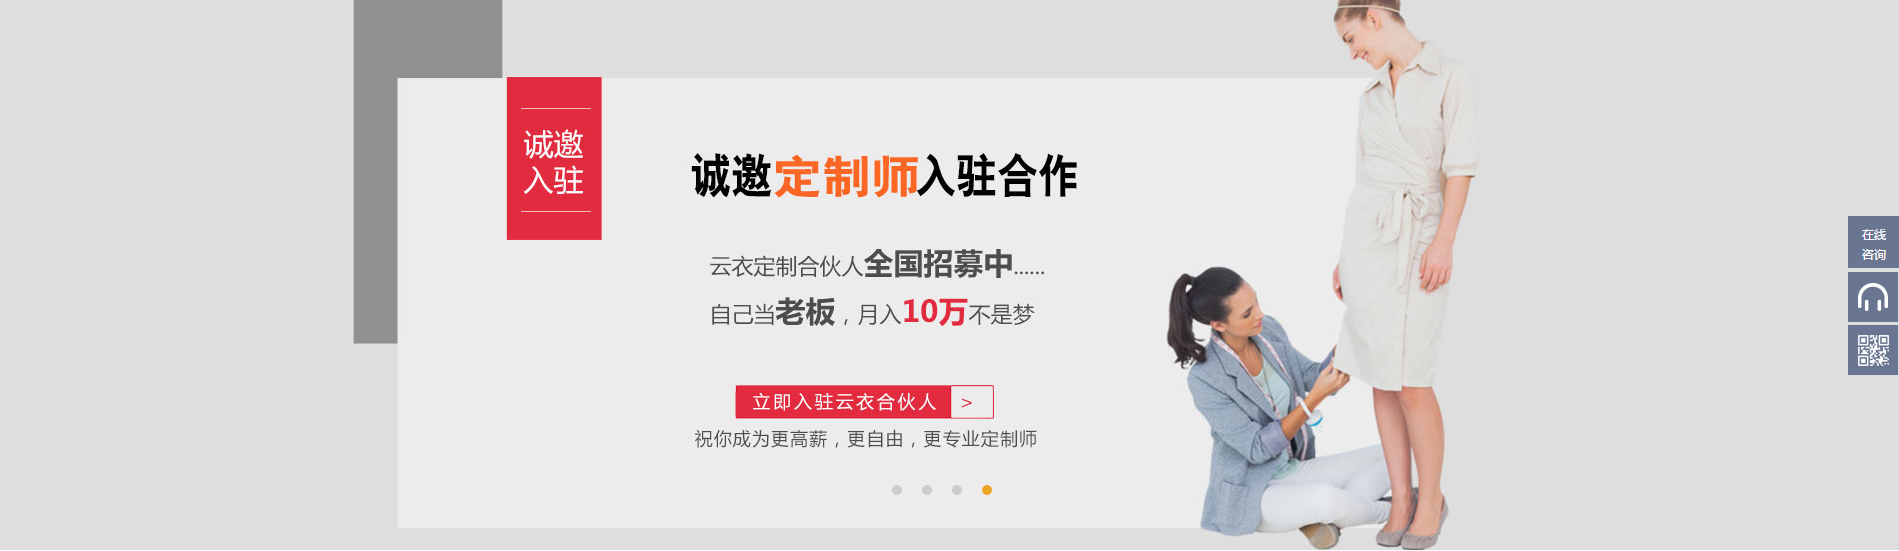 诚邀
入驻
诚邀定制师入驻合作
云衣定制合伙人全国招募中......
自己当老板，月入10万不是梦
立即入驻云衣合伙人 >
祝你成为更高薪，更自由，更专业定制师
在线
咨询